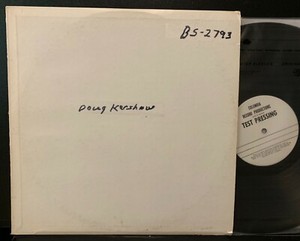 BS-2793
Doug Kershaw
COLUMBIA
RECORD PRODUCTIONS
TEST PRESSING